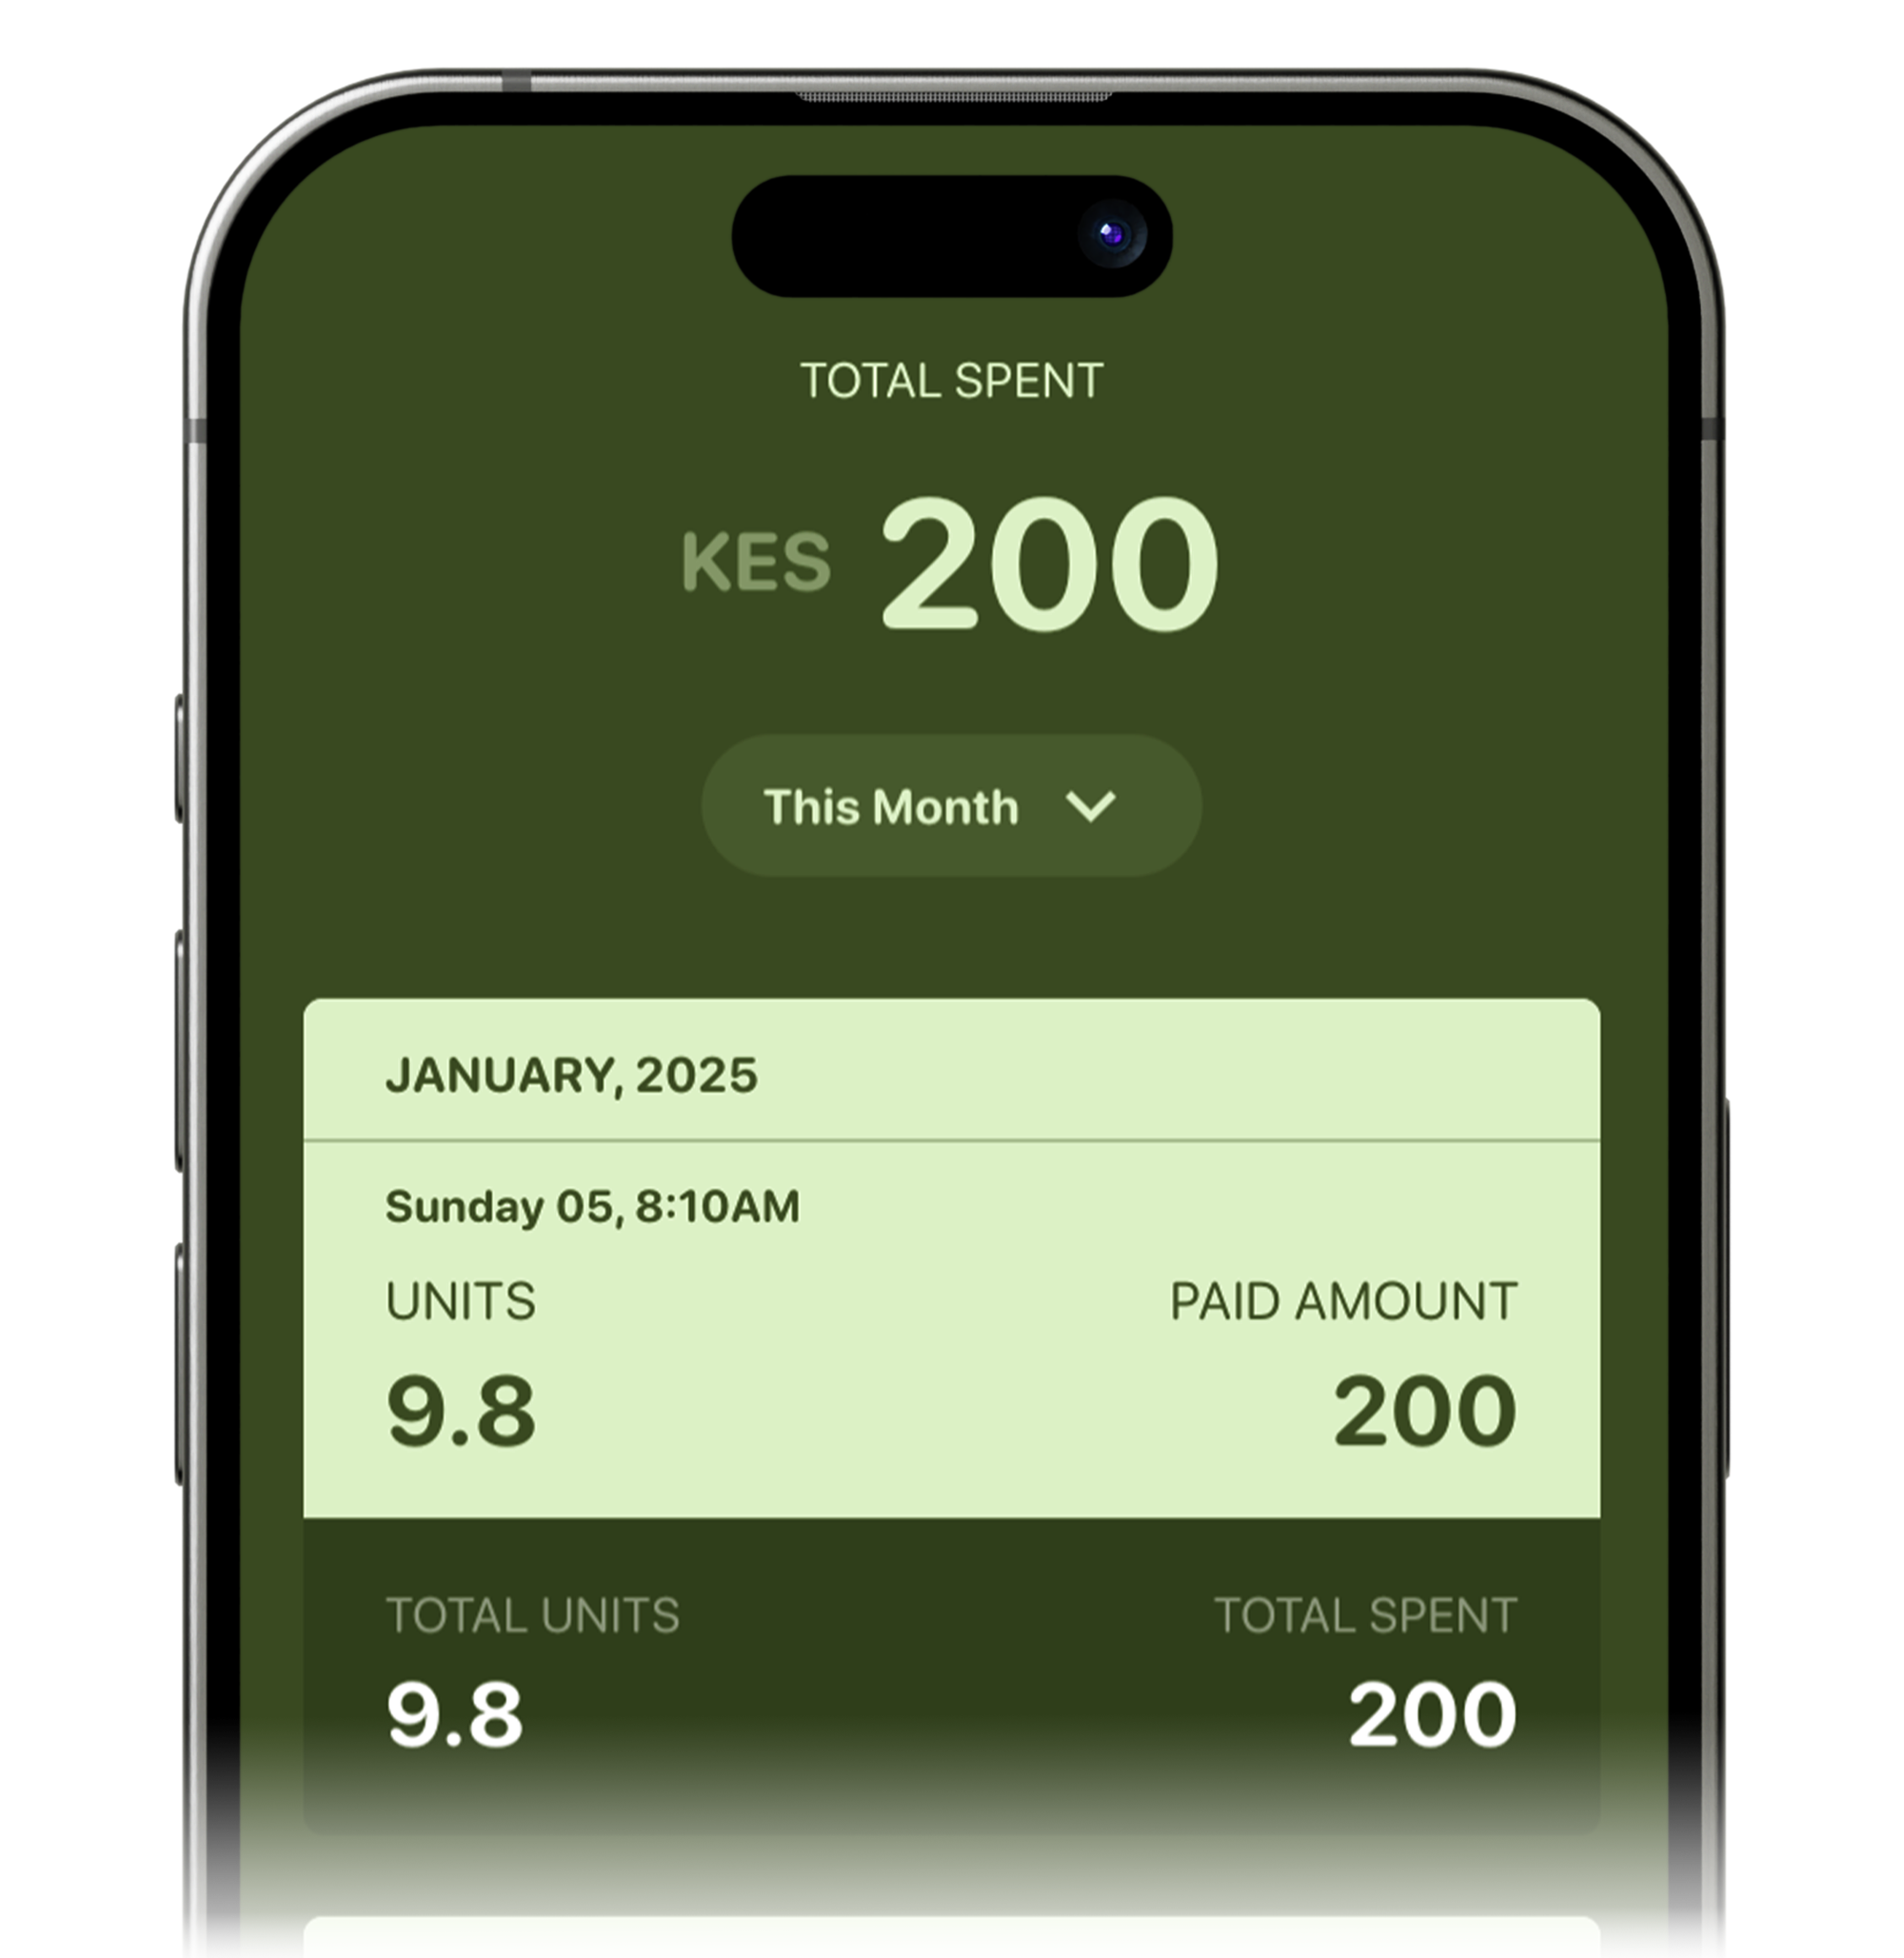 TOTAL SPENT
KES 200
This Month
JANUARY, 2025
Sunday 05, 8:10AM
UNITS PAID AMOUNT
9.8 200
TOTAL UNITS TOTAL SPENT
9.8 200